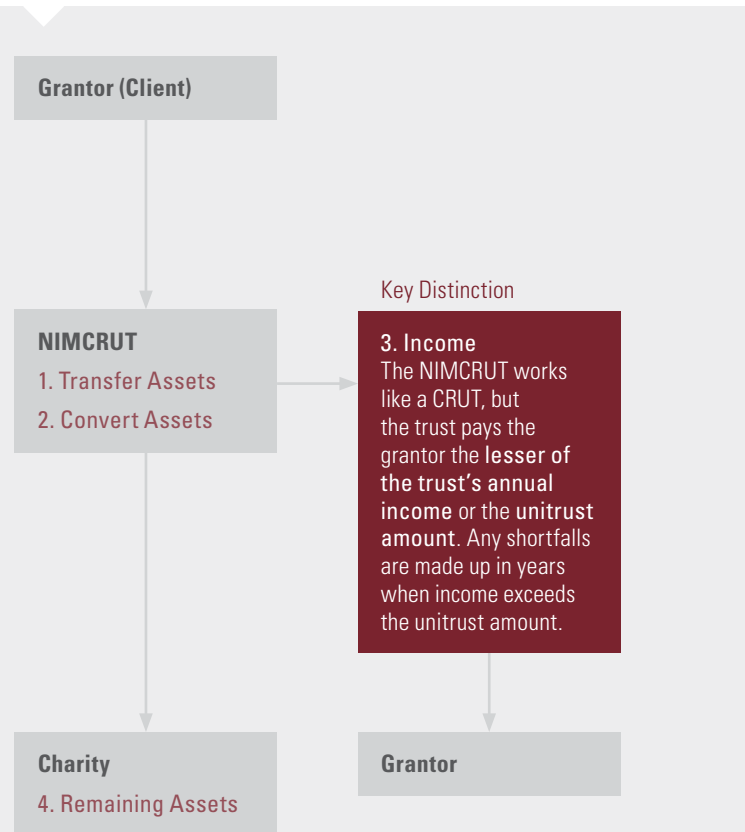 Grantor (Client)
NIMCRUT
1. Transfer Assets
2. Convert Assets
Key Distinction
3. Income
The NIMCRUT works
like a CRUT, but
the trust pays the
grantor the lesser of
the trust’s annual
income or the unitrust
amount. Any shortfalls
are made up in years
when income exceeds
the unitrust amount.
Charity
4. Remaining Assets
Grantor